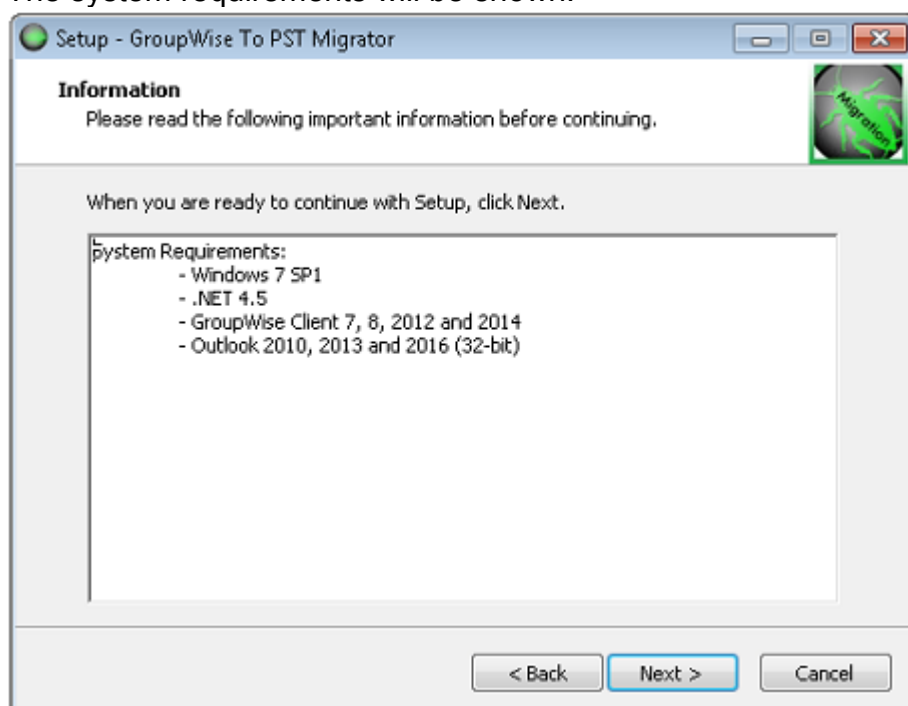 The system requirements will be shown.
Setup - GroupWise To PST Migrator
Information
Please read the following important information before continuing.
Migration
When you are ready to continue with Setup, click Next.
System Requirements:
- Windows 7 SP1
- .NET 4.5
- GroupWise Client 7, 8, 2012 and 2014
- Outlook 2010, 2013 and 2016 (32-bit)
< Back
Next >
Cancel